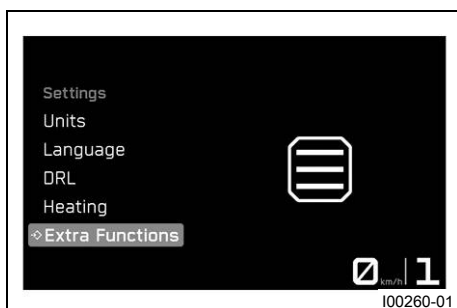 Settings
Units
Language
DRL
Heating
Extra Functions
0 km/h 1
I00260-01